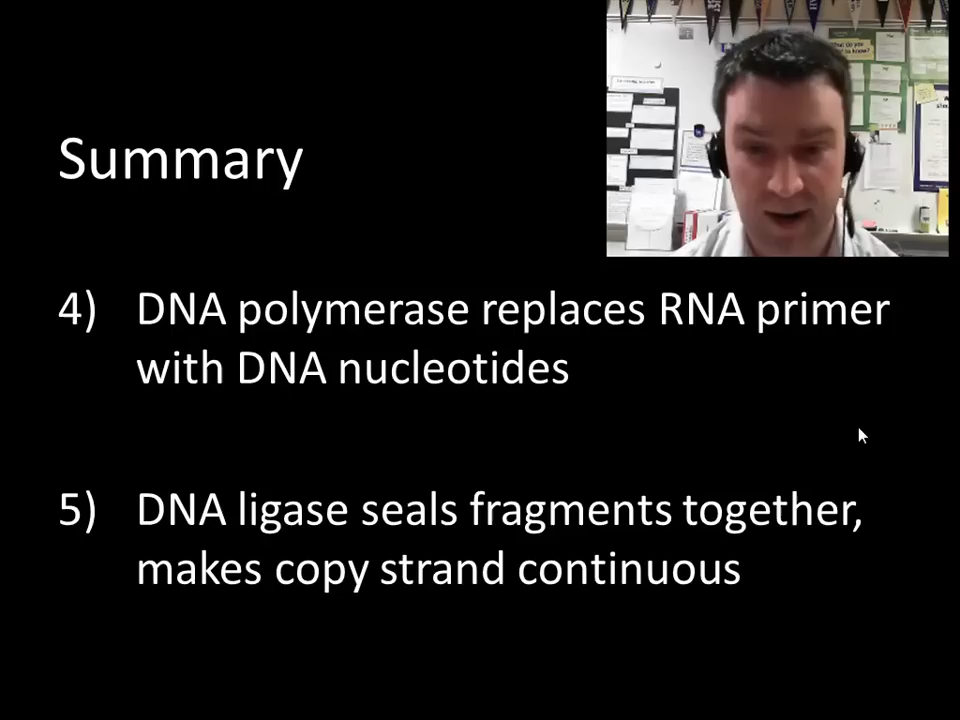 Summary
4) DNA polymerase replaces RNA primer
with DNA nucleotides
5) DNA ligase seals fragments together,
makes copy strand continuous